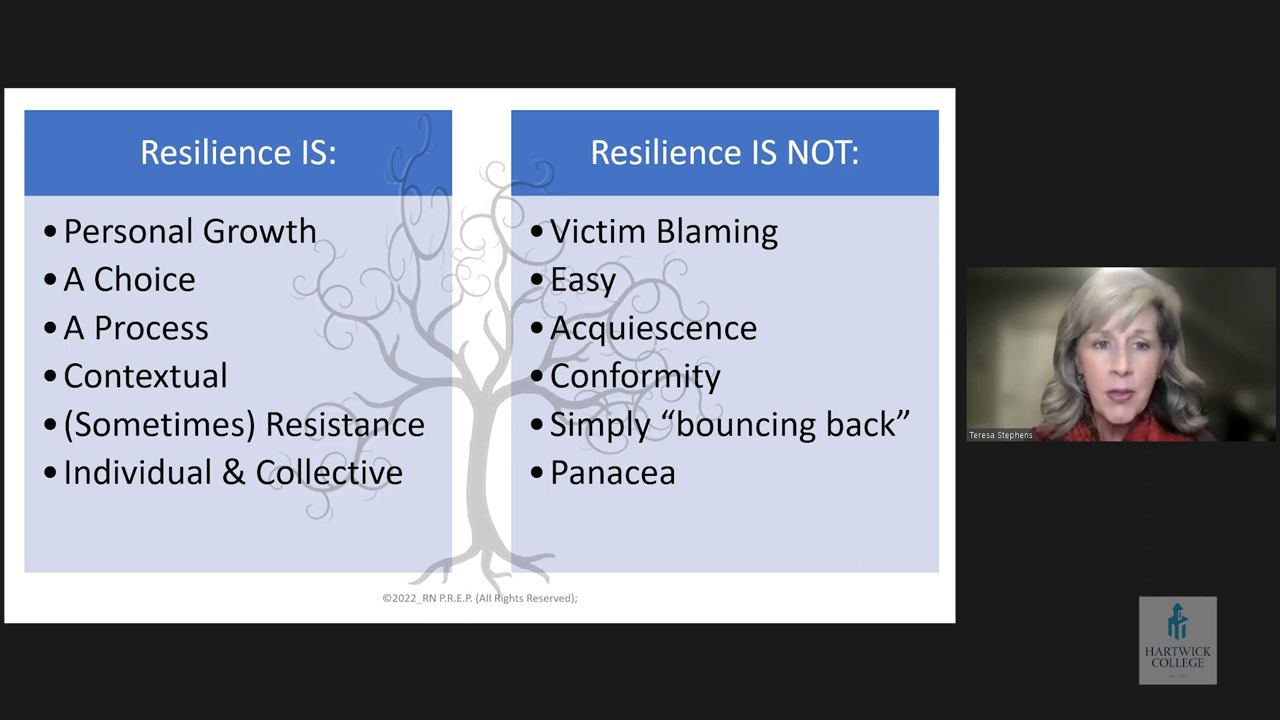 Resilience IS:
• Personal Growth
• A Choice
• A Process
• Contextual
• (Sometimes) Resistance
• Individual & Collective
Resilience IS NOT:
• Victim Blaming
• Easy
• Acquiescence
• Conformity
• Simply “bouncing back”
• Panacea
©2022_RN P.R.E.P. (All Rights Reserved);
Teresa Stephens
HARTWICK
COLLEGE